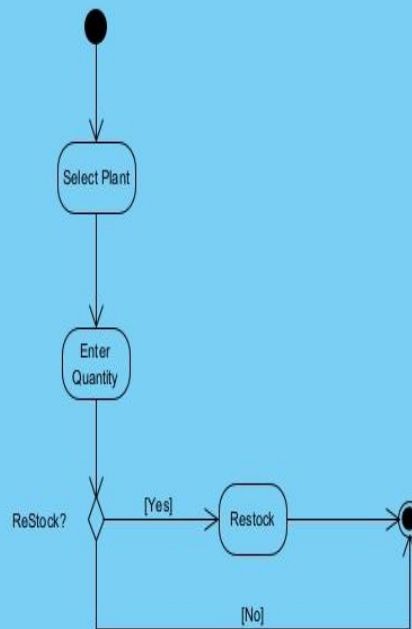 Select Plant
Enter
Quantity
ReStock?
[Yes]
Restock
[No]